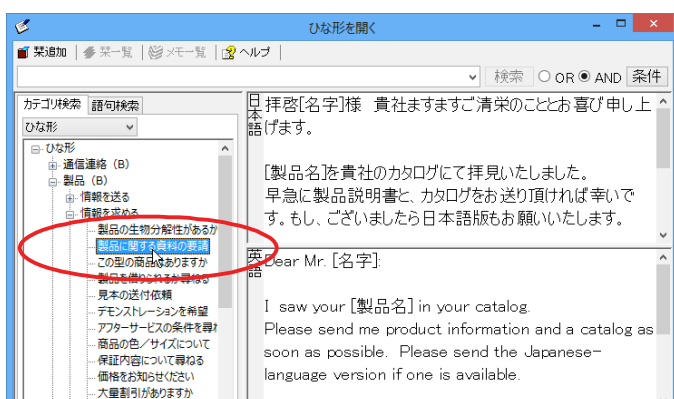 ひな形を開く
栞追加 栞一覧 メモ一覧 ヘルプ
検索 OR AND 条件
カテゴリ検索 語句検索
ひな形
ひな形
通信連絡（B）
製品（B）
情報を送る
情報を求める
製品の生物分解性があるか
製品に関する資料の要請
この型の商品はありますか
製品を借りられるか尋ねる
見本の送付依頼
デモンストレーションを希望
アフターサービスの条件を尋ね
商品の色／サイズについて
保証内容について尋ねる
価格をお知らせください
大量割引がありますか
日本語
拝啓[名字]様　貴社ますますご清栄のこととお喜び申し上
げます。
[製品名]を貴社のカタログにて拝見いたしました。
早急に製品説明書と、カタログをお送り頂ければ幸いで
す。もし、ございましたら日本語版もお願いいたします。
英語
Dear Mr. [名字]:
I saw your [製品名] in your catalog.
Please send me product information and a catalog as
soon as possible. Please send the Japanese-
language version if one is available.